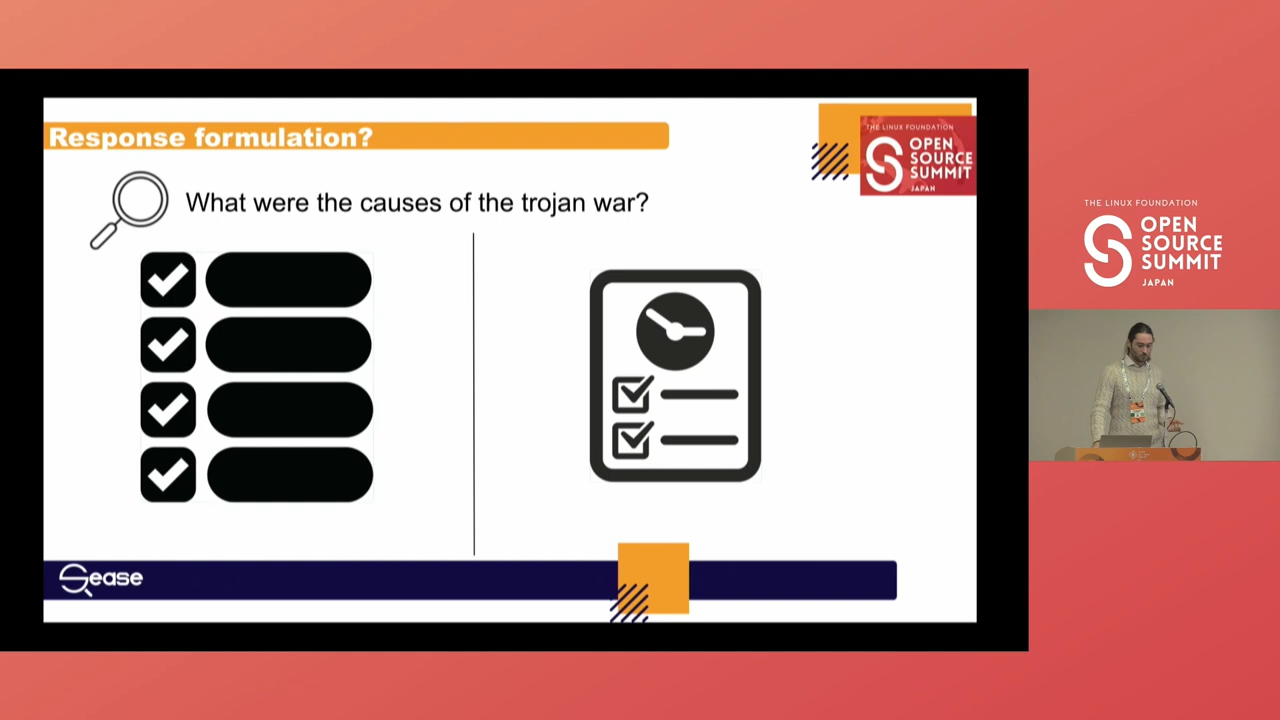 Response formulation?
THE LINUX FOUNDATION
OPEN
SOURCE
SUMMIT
JAPAN
What were the causes of the trojan war?
Sease
THE LINUX FOUNDATION
OPEN
SOURCE
SUMMIT
JAPAN